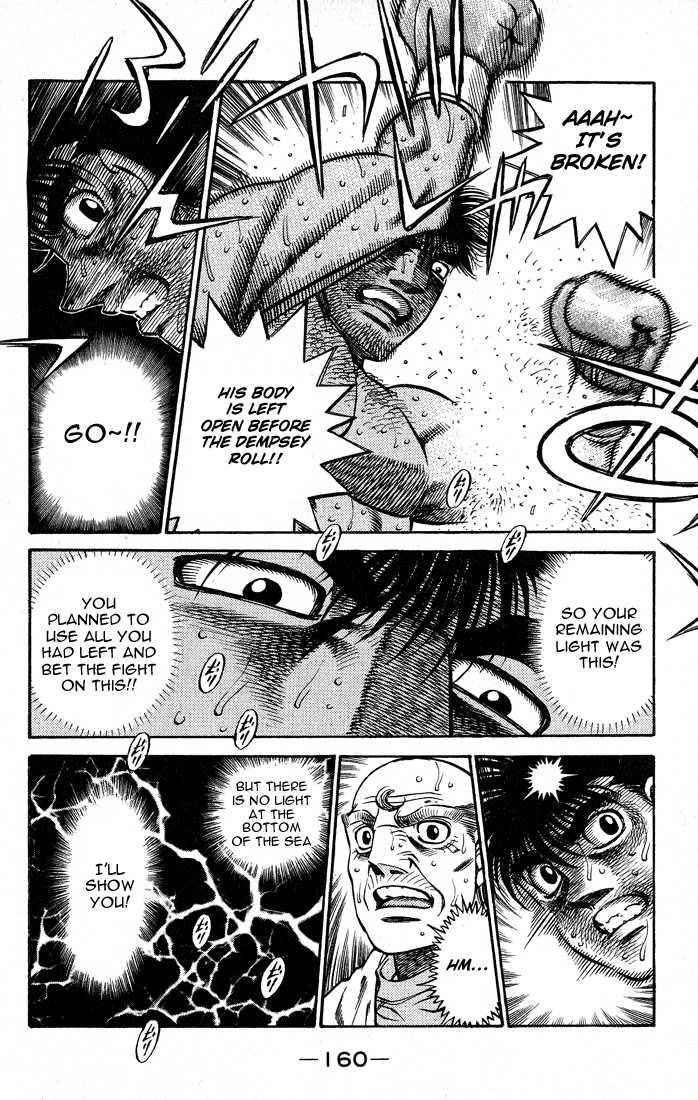 AAAH~
IT'S
BROKEN!
HIS BODY
IS LEFT
OPEN BEFORE
THE DEMPSEY
ROLL!!
GO~!!
SO YOUR
REMAINING
LIGHT WAS
THIS!
YOU
PLANNED TO
USE ALL YOU
HAD LEFT AND
BET THE FIGHT
ON THIS!!
HM...
BUT THERE
IS NO LIGHT
AT THE
BOTTOM
OF THE SEA
I'LL
SHOW
YOU!
—160—